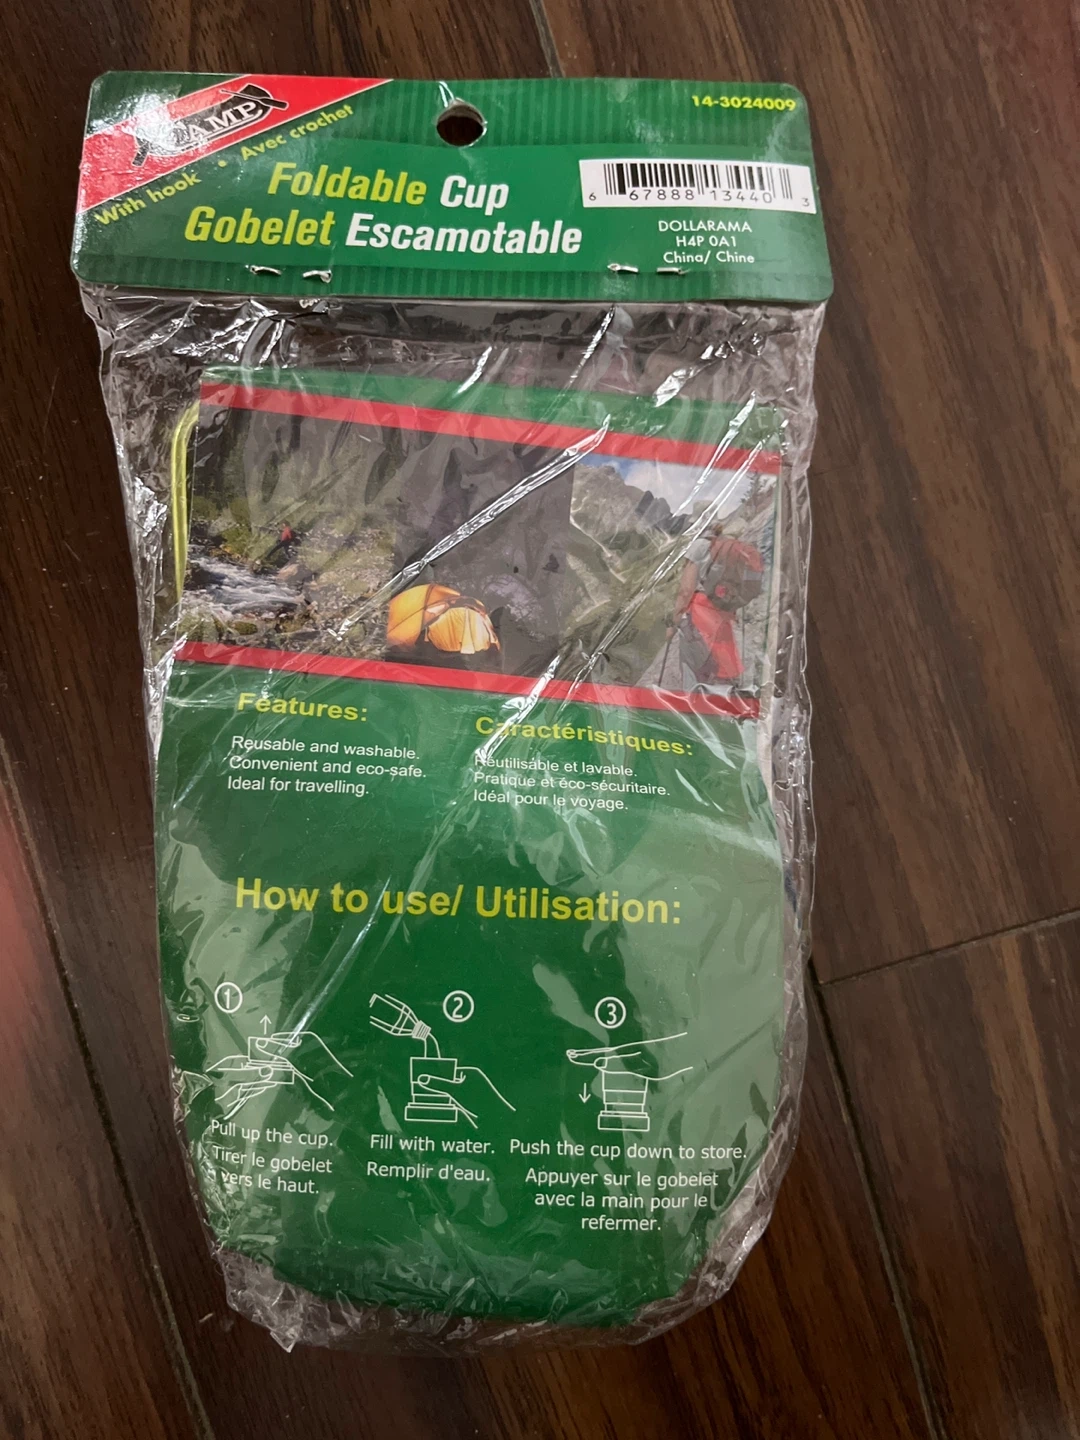 CAMP
With hook • Avec crochet
14-3024009
Foldable Cup
Gobelet Escamotable
6 67888 13440 3
DOLLARAMA
H4P 0A1
China/ Chine
Features:
Reusable and washable.
Convenient and eco-safe.
Ideal for travelling.
Caractéristiques:
Réutilisable et lavable.
Pratique et éco-sécuritaire.
Idéal pour le voyage.
How to use/ Utilisation:
1
Pull up the cup.
Tirer le gobelet
vers le haut.
2
Fill with water.
Remplir d'eau.
3
Push the cup down to store.
Appuyer sur le gobelet
avec la main pour le
refermer.